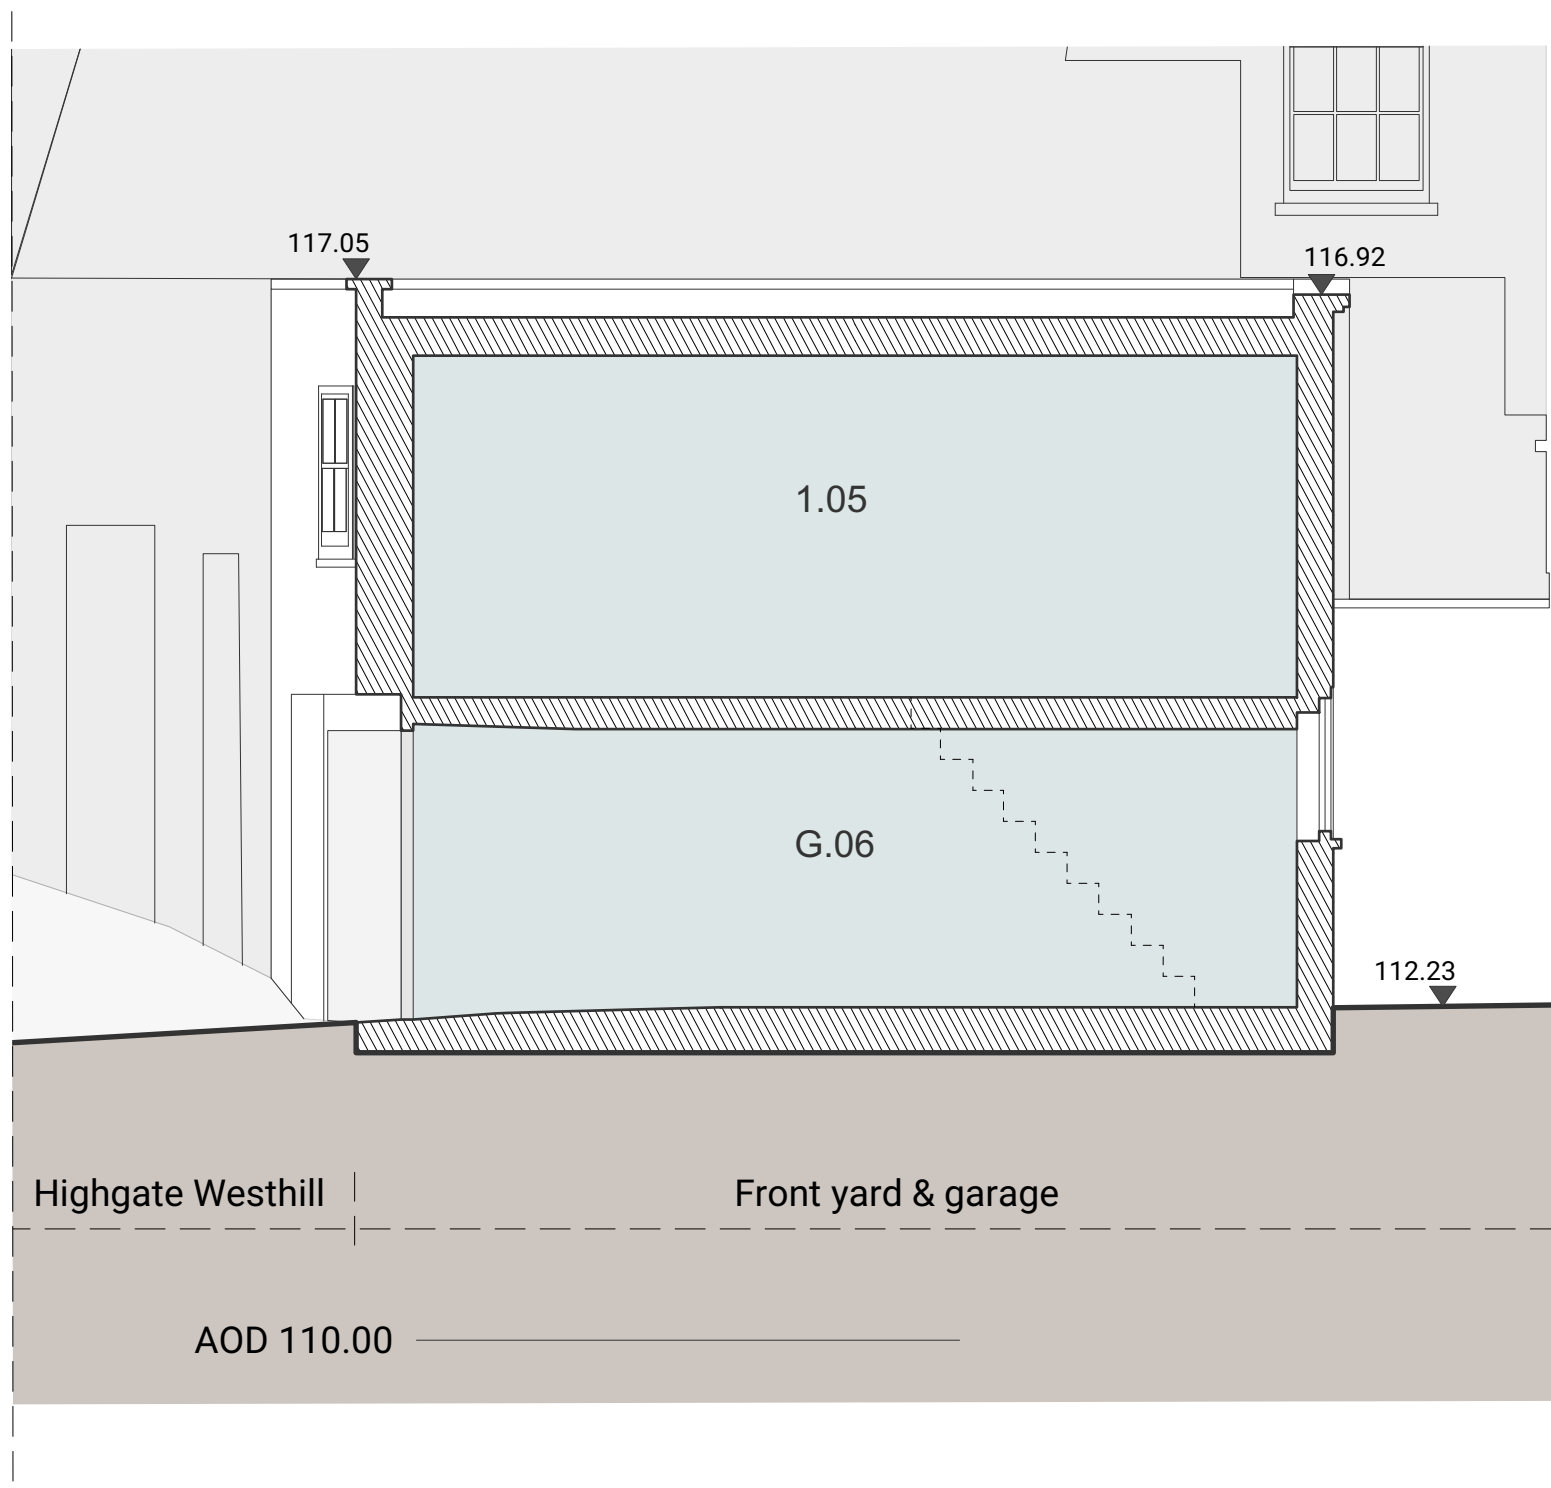 117.05
116.92
1.05
G.06
112.23
Highgate Westhill
Front yard & garage
AOD 110.00